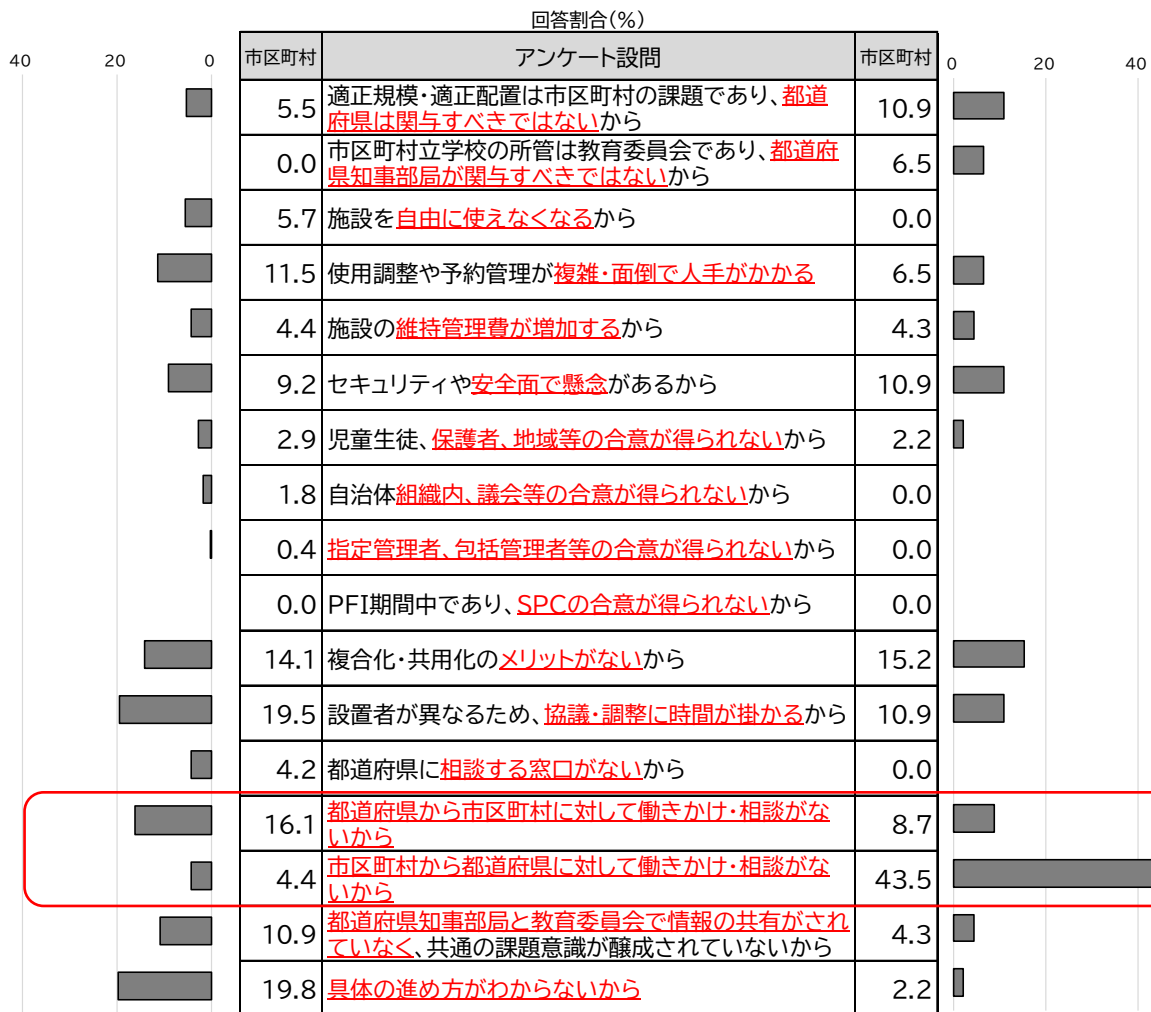 回答割合(%)
40 20 0 市区町村 アンケート設問 市区町村 0 20 40
5.5 適正規模・適正配置は市区町村の課題であり、都道
府県は関与すべきではないから 10.9
0.0 市区町村立学校の所管は教育委員会であり、都道府
県知事部局が関与すべきではないから 6.5
5.7 施設を自由に使えなくなるから 0.0
11.5 使用調整や予約管理が複雑・面倒で人手がかかる 6.5
4.4 施設の維持管理費が増加するから 4.3
9.2 セキュリティや安全面で懸念があるから 10.9
2.9 児童生徒、保護者、地域等の合意が得られないから 2.2
1.8 自治体組織内、議会等の合意が得られないから 0.0
0.4 指定管理者、包括管理者等の合意が得られないから 0.0
0.0 PFI期間中であり、SPCの合意が得られないから 0.0
14.1 複合化・共用化のメリットがないから 15.2
19.5 設置者が異なるため、協議・調整に時間が掛かるから 10.9
4.2 都道府県に相談する窓口がないから 0.0
16.1 都道府県から市区町村に対して働きかけ・相談がな
いから 8.7
4.4 市区町村から都道府県に対して働きかけ・相談がな
いから 43.5
10.9 都道府県知事部局と教育委員会で情報の共有がされ
ていなく、共通の課題意識が醸成されていないから 4.3
19.8 具体の進め方がわからないから 2.2